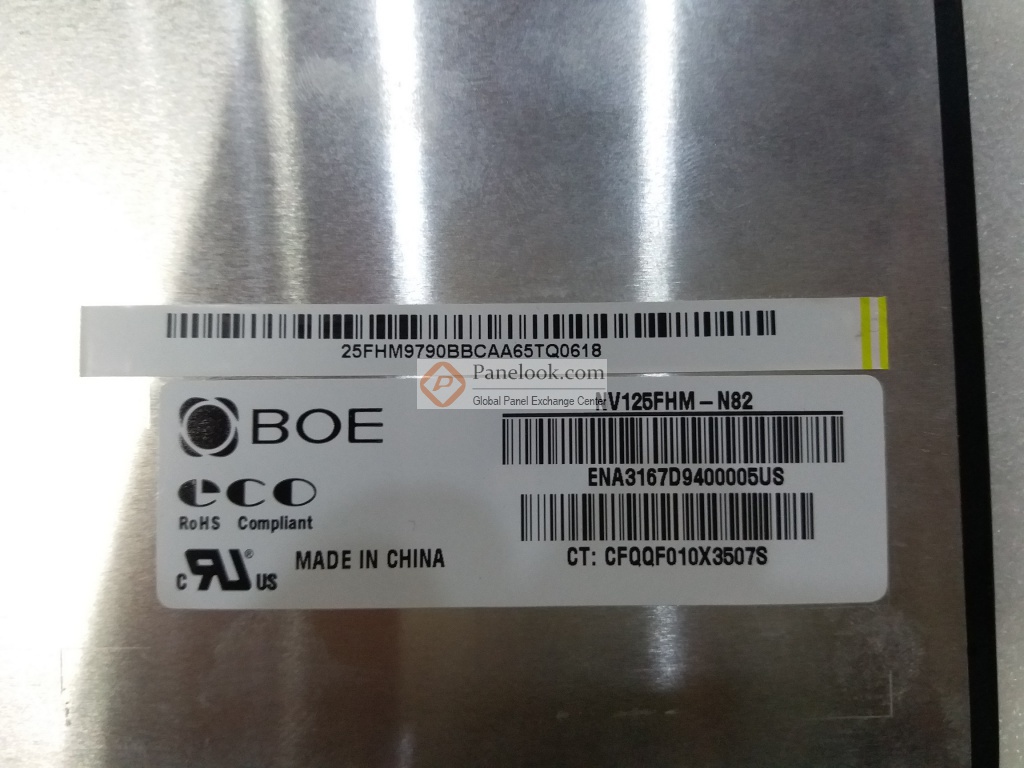 25FHM9790BBCAA65TQ0618
Panelook.com
Global Panel Exchange Center
NV125FHM-N82
BOE
ENA3167D9400005US
eco
RoHS Compliant
CT: CFQQF010X3507S
MADE IN CHINA
C RU® US